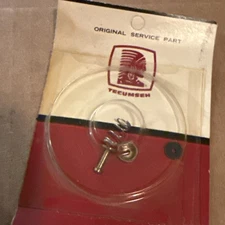 ORIGINAL SERVICE PART
TECUMSEH